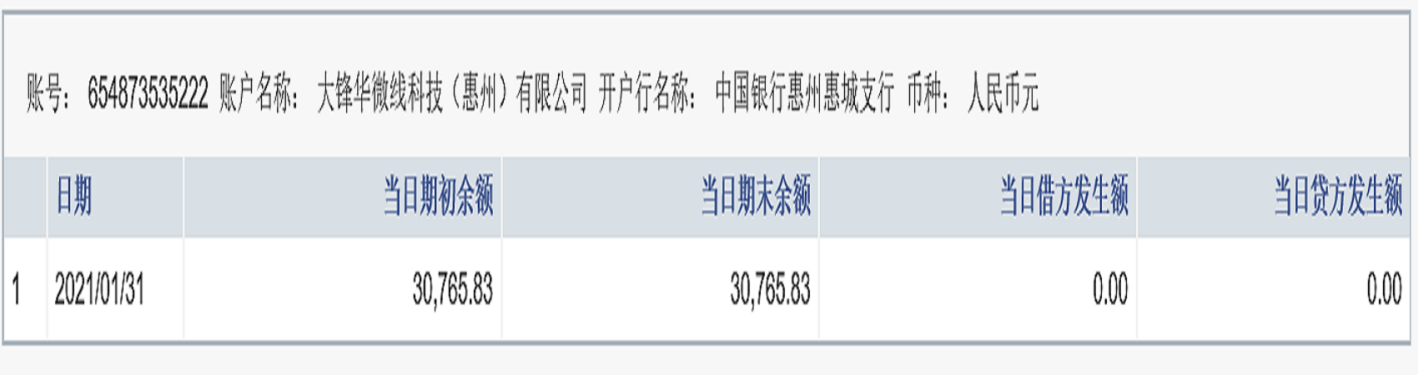 账号： 654873535222 账户名称： 大锋华微线科技（惠州）有限公司 开户行名称： 中国银行惠州惠城支行 币种： 人民币元
日期 当日期初余额 当日期末余额 当日借方发生额 当日贷方发生额
1 2021/01/31 30,765.83 30,765.83 0.00 0.00